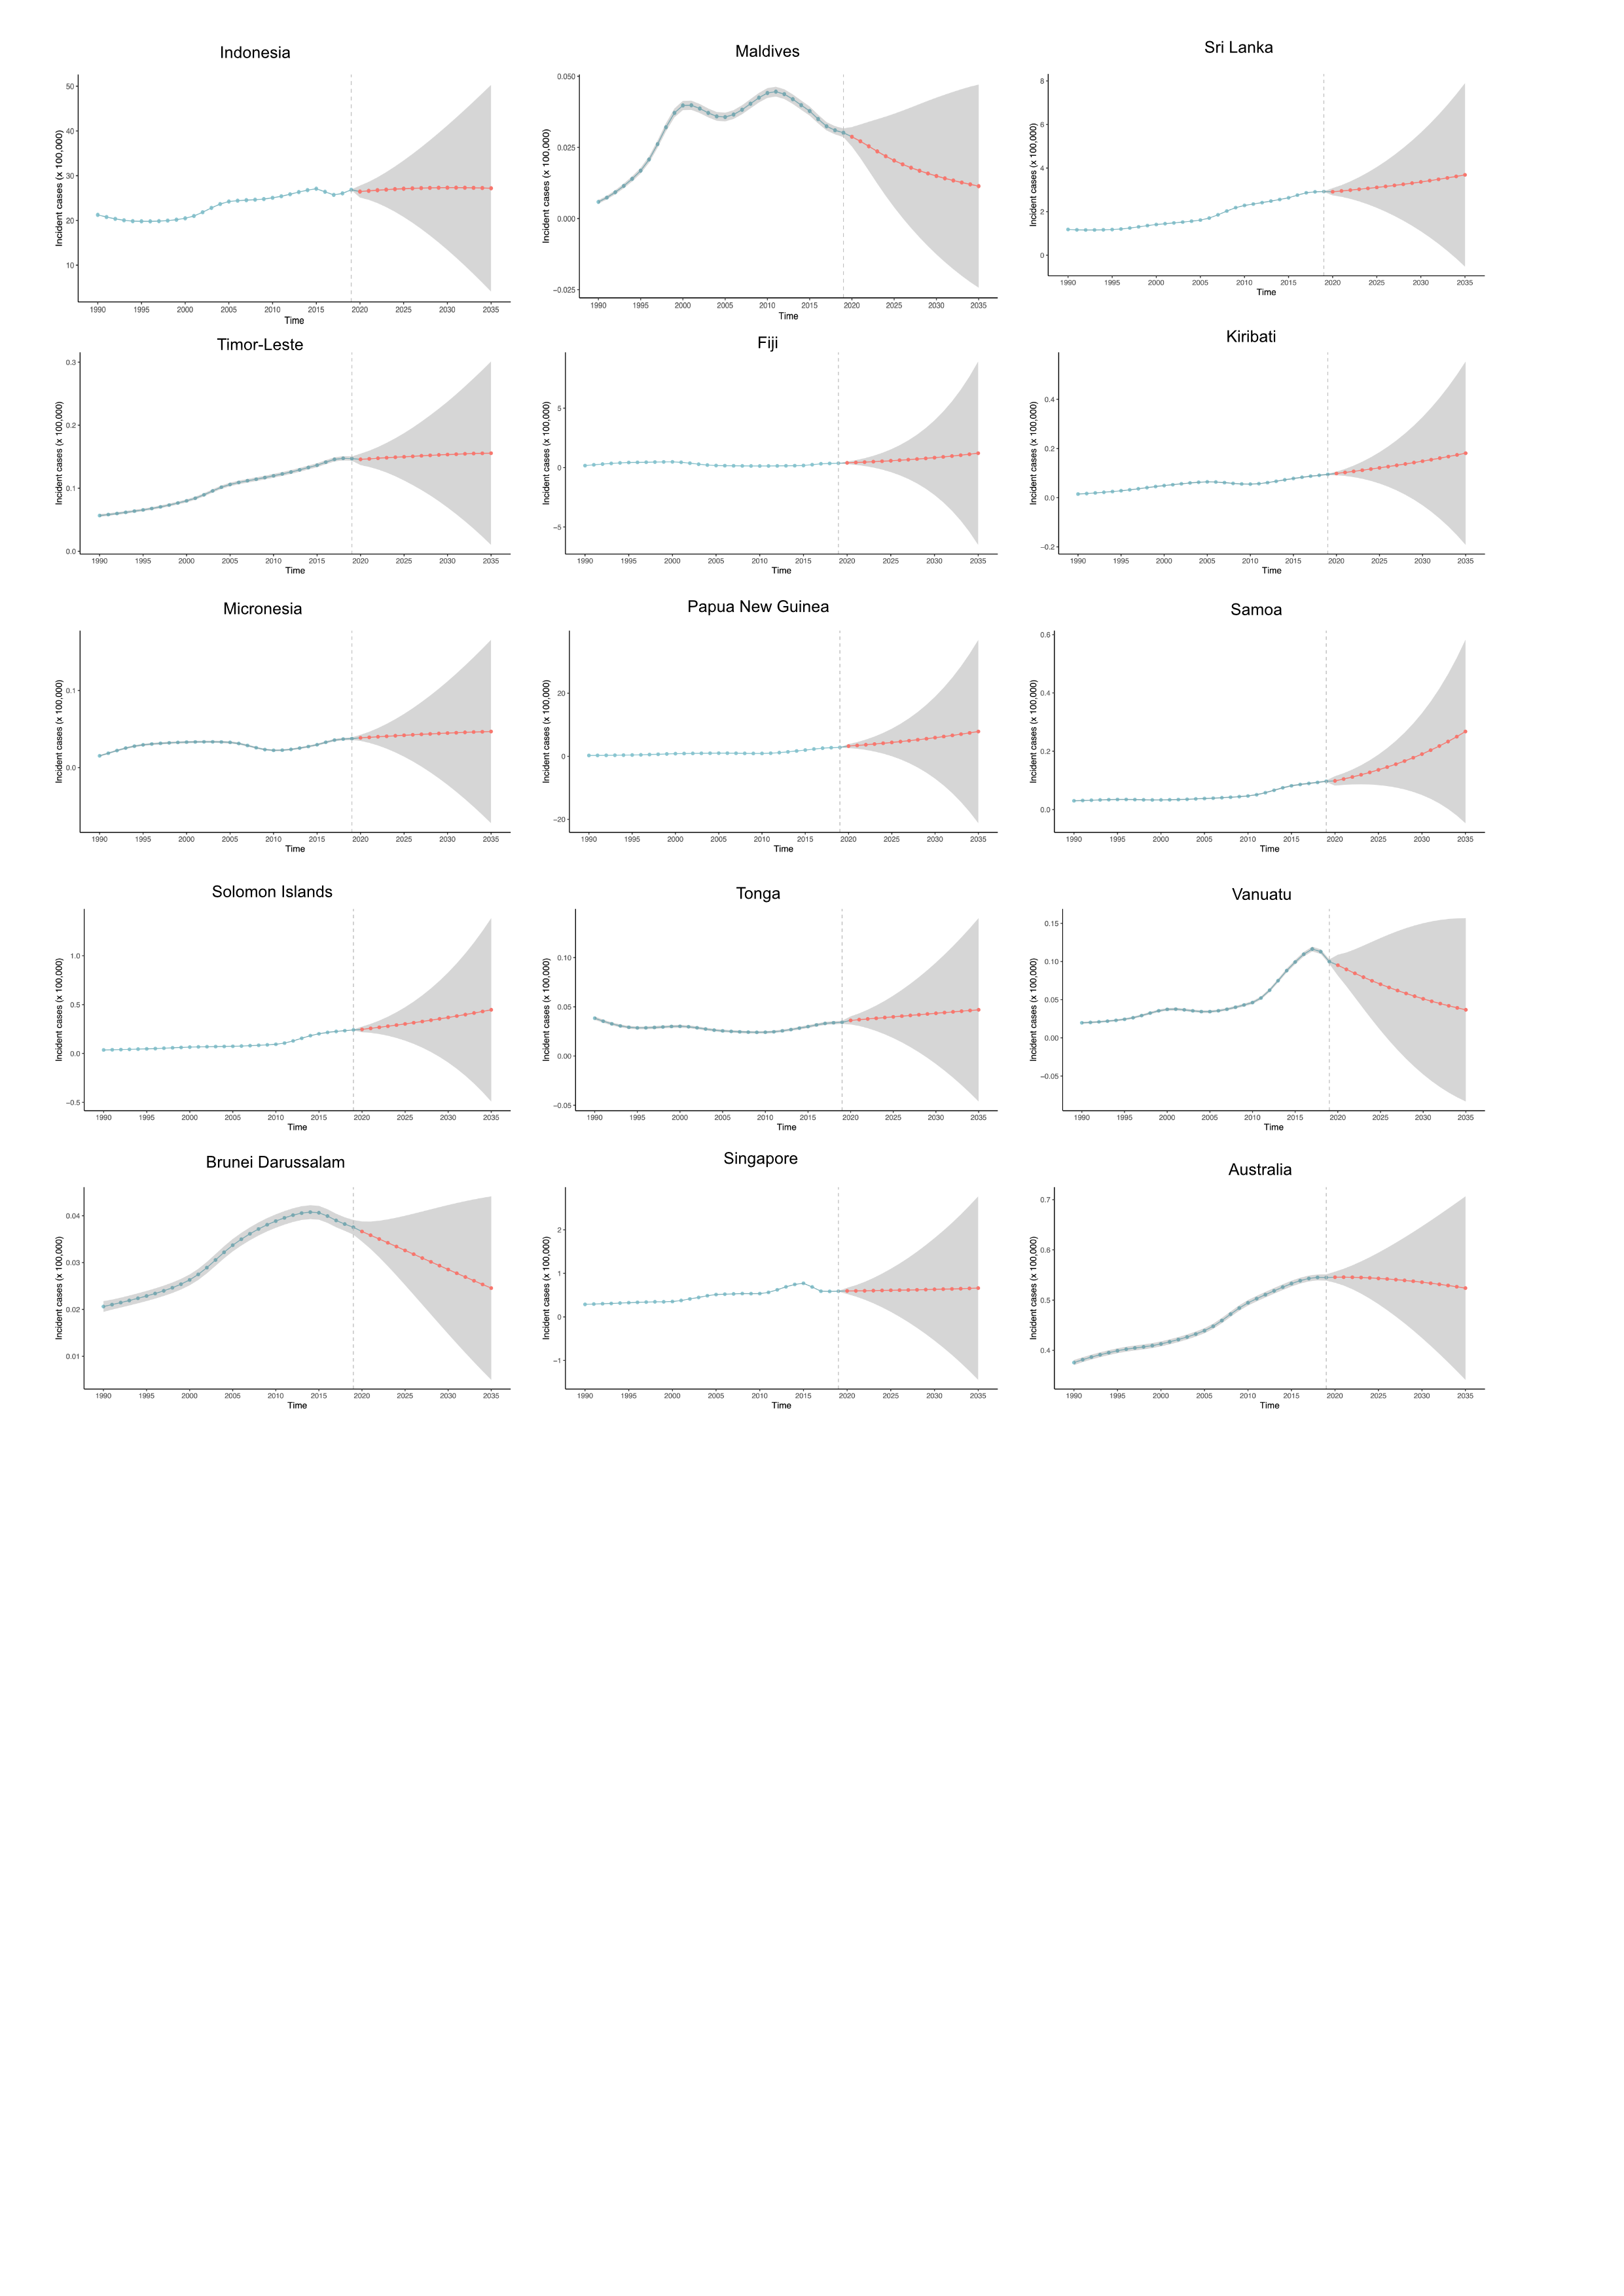 Indonesia
Incident cases (x 100,000)
50
40
30
20
10
1990 1995 2000 2005 2010 2015 2020 2025 2030 2035
Time
Maldives
Incident cases (x 100,000)
0.050
0.025
0.000
−0.025
1990 1995 2000 2005 2010 2015 2020 2025 2030 2035
Time
Sri Lanka
Incident cases (x 100,000)
8
6
4
2
0
1990 1995 2000 2005 2010 2015 2020 2025 2030 2035
Time
Timor-Leste
Incident cases (x 100,000)
0.3
0.2
0.1
0.0
1990 1995 2000 2005 2010 2015 2020 2025 2030 2035
Time
Fiji
Incident cases (x 100,000)
5
0
−5
1990 1995 2000 2005 2010 2015 2020 2025 2030 2035
Time
Kiribati
Incident cases (x 100,000)
0.4
0.2
0.0
−0.2
1990 1995 2000 2005 2010 2015 2020 2025 2030 2035
Time
Micronesia
Incident cases (x 100,000)
0.1
0.0
1990 1995 2000 2005 2010 2015 2020 2025 2030 2035
Time
Papua New Guinea
Incident cases (x 100,000)
20
0
−20
1990 1995 2000 2005 2010 2015 2020 2025 2030 2035
Time
Samoa
Incident cases (x 100,000)
0.6
0.4
0.2
0.0
1990 1995 2000 2005 2010 2015 2020 2025 2030 2035
Time
Solomon Islands
Incident cases (x 100,000)
1.0
0.5
0.0
−0.5
1990 1995 2000 2005 2010 2015 2020 2025 2030 2035
Time
Tonga
Incident cases (x 100,000)
0.10
0.05
0.00
−0.05
1990 1995 2000 2005 2010 2015 2020 2025 2030 2035
Time
Vanuatu
Incident cases (x 100,000)
0.15
0.10
0.05
0.00
−0.05
1990 1995 2000 2005 2010 2015 2020 2025 2030 2035
Time
Brunei Darussalam
Incident cases (x 100,000)
0.04
0.03
0.02
0.01
1990 1995 2000 2005 2010 2015 2020 2025 2030 2035
Time
Singapore
Incident cases (x 100,000)
2
1
0
−1
1990 1995 2000 2005 2010 2015 2020 2025 2030 2035
Time
Australia
Incident cases (x 100,000)
0.7
0.6
0.5
0.4
1990 1995 2000 2005 2010 2015 2020 2025 2030 2035
Time